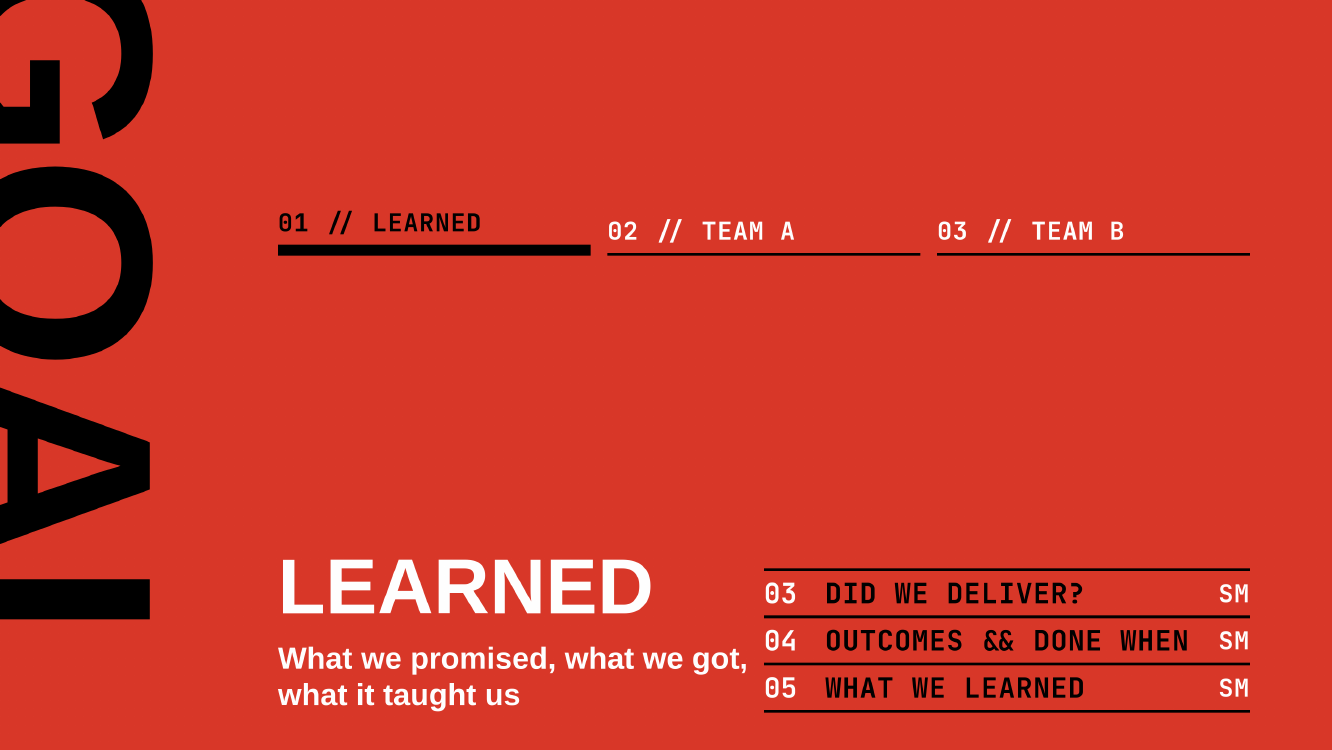 GOAL
01 // LEARNED
02 // TEAM A
03 // TEAM B
LEARNED
What we promised, what we got,
what it taught us
03 DID WE DELIVER? SM
04 OUTCOMES && DONE WHEN SM
05 WHAT WE LEARNED SM